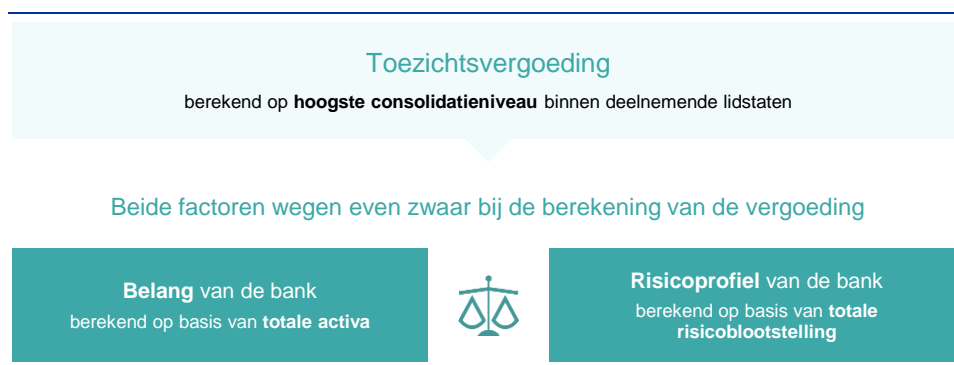 Toezichtsvergoeding
berekend op hoogste consolidatieniveau binnen deelnemende lidstaten
Beide factoren wegen even zwaar bij de berekening van de vergoeding
Belang van de bank
berekend op basis van totale activa
Risicoprofiel van de bank
berekend op basis van totale
risicoblootstelling